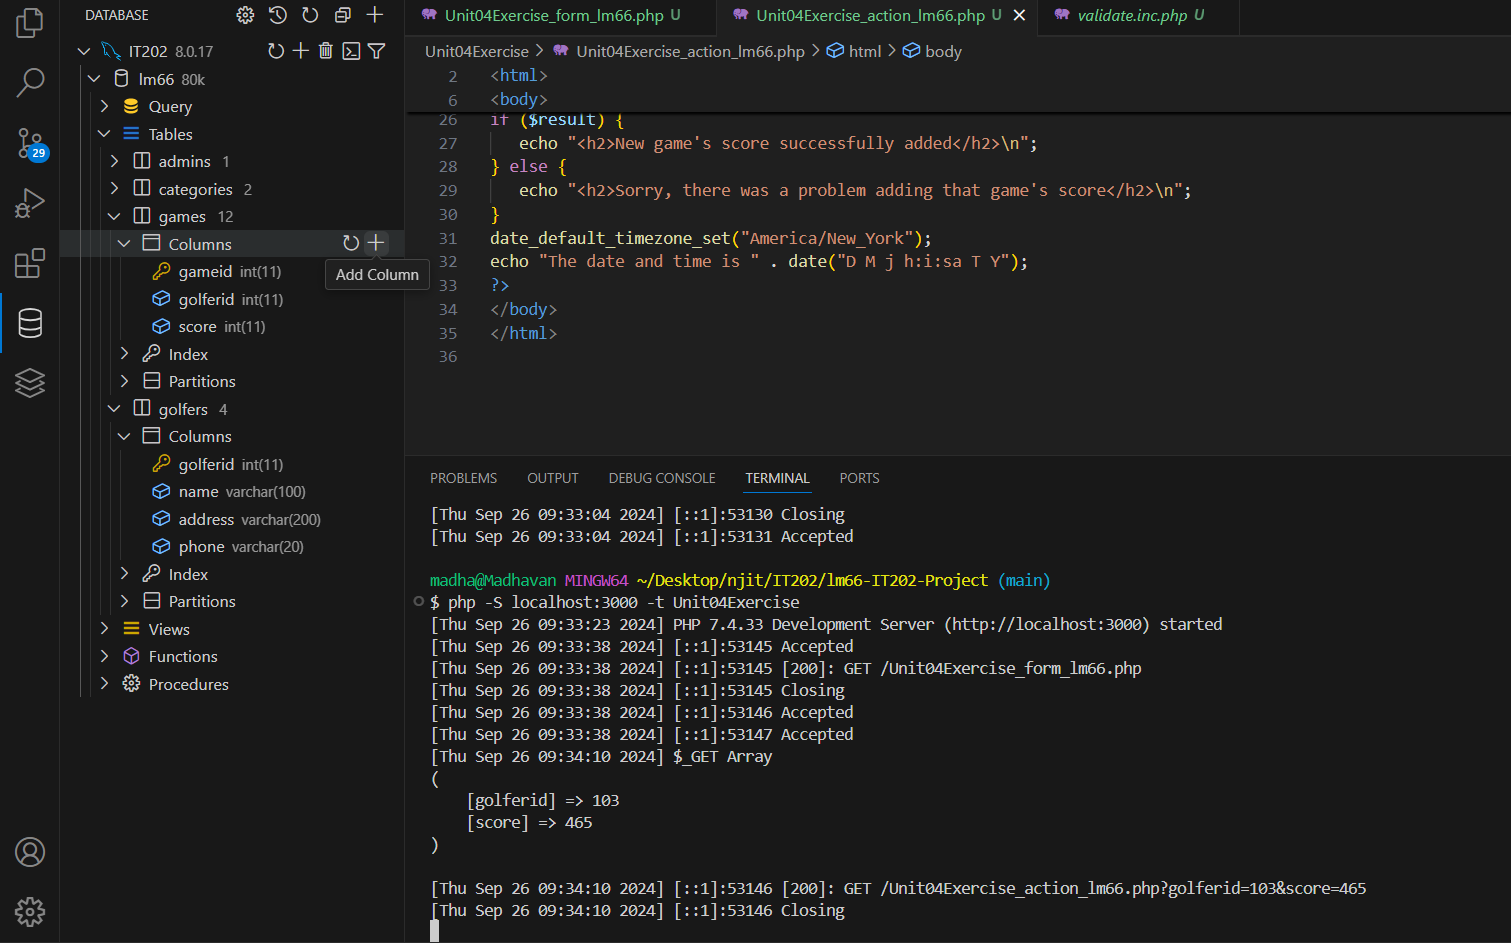 DATABASE
IT202 8.0.17
lm66 80k
Query
Tables
admins 1
categories 2
games 12
Columns
Add Column
gameid int(11)
golferid int(11)
score int(11)
Index
Partitions
golfers 4
Columns
golferid int(11)
name varchar(100)
address varchar(200)
phone varchar(20)
Index
Partitions
Views
Functions
Procedures
29
Unit04Exercise_form_lm66.php U
Unit04Exercise_action_lm66.php U
validate.inc.php U
Unit04Exercise > Unit04Exercise_action_lm66.php > html > body
2 <html>
6 <body>
26 if ($result) {
27 echo "<h2>New game's score successfully added</h2>\n";
28 } else {
29 echo "<h2>Sorry, there was a problem adding that game's score</h2>\n";
30 }
31 date_default_timezone_set("America/New_York");
32 echo "The date and time is " . date("D M j h:i:sa T Y");
33 ?>
34 </body>
35 </html>
36
PROBLEMS OUTPUT DEBUG CONSOLE TERMINAL PORTS
[Thu Sep 26 09:33:04 2024] [::1]:53130 Closing
[Thu Sep 26 09:33:04 2024] [::1]:53131 Accepted
madha@Madhavan MINGW64 ~/Desktop/njit/IT202/lm66-IT202-Project (main)
$ php -S localhost:3000 -t Unit04Exercise
[Thu Sep 26 09:33:23 2024] PHP 7.4.33 Development Server (http://localhost:3000) started
[Thu Sep 26 09:33:38 2024] [::1]:53145 Accepted
[Thu Sep 26 09:33:38 2024] [::1]:53145 [200]: GET /Unit04Exercise_form_lm66.php
[Thu Sep 26 09:33:38 2024] [::1]:53145 Closing
[Thu Sep 26 09:33:38 2024] [::1]:53146 Accepted
[Thu Sep 26 09:33:38 2024] [::1]:53147 Accepted
[Thu Sep 26 09:34:10 2024] $_GET Array
(
[golferid] => 103
[score] => 465
)
[Thu Sep 26 09:34:10 2024] [::1]:53146 [200]: GET /Unit04Exercise_action_lm66.php?golferid=103&score=465
[Thu Sep 26 09:34:10 2024] [::1]:53146 Closing